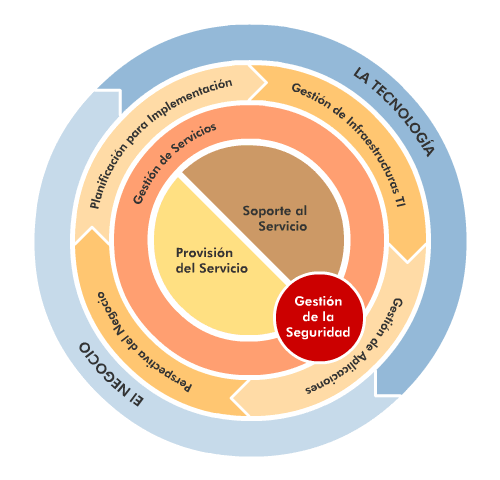 LA TECNOLOGÍA
Planificación para Implementación
Gestión de Infraestructuras TI
Gestión de Servicios
Soporte al
Servicio
Provisión
del Servicio
Gestión
de la
Seguridad
Gestión de Aplicaciones
Perspectiva del Negocio
El NEGOCIO